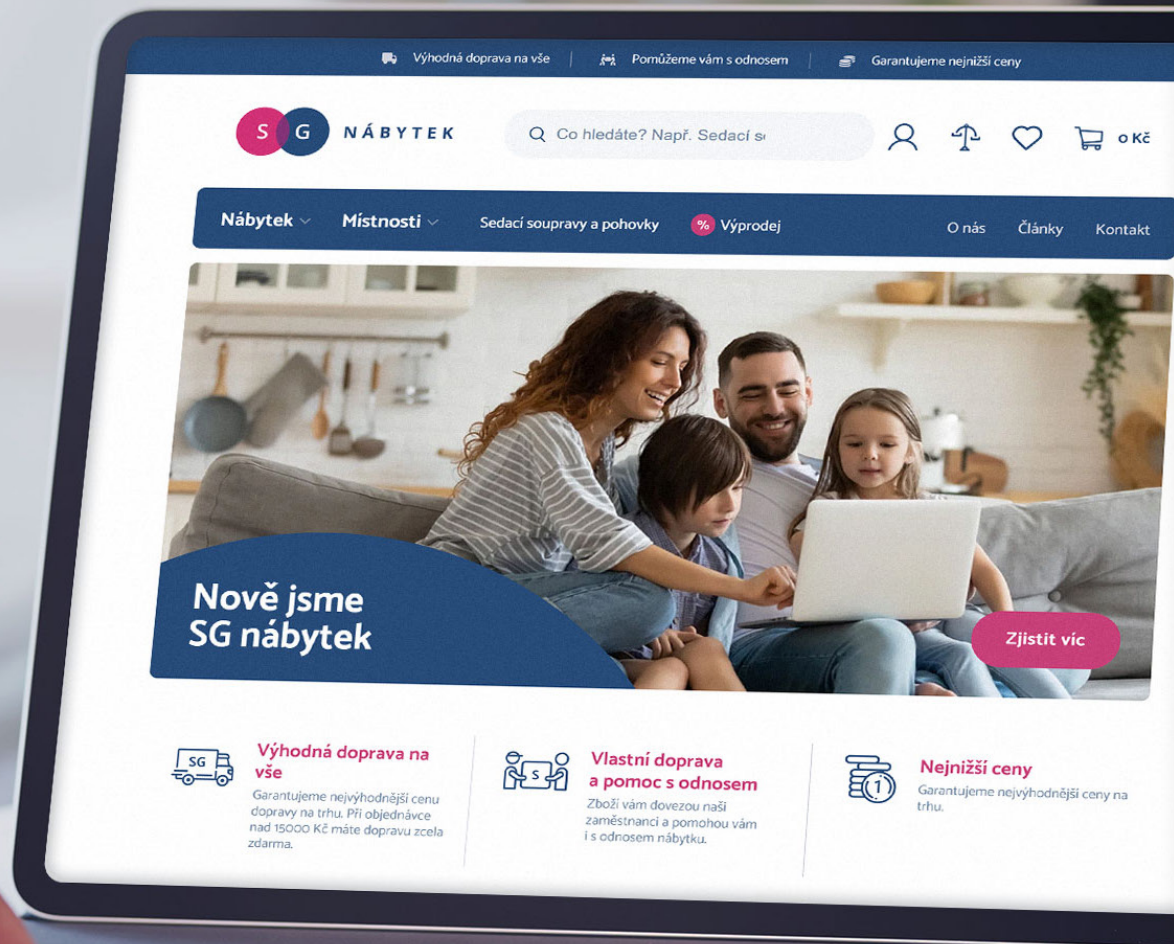 Výhodná doprava na vše
Pomůžeme vám s odnosem
Garantujeme nejnižší ceny
S G NÁBYTEK
Co hledáte? Např. Sedací s
0 Kč
Nábytek
Místnosti
Sedací soupravy a pohovky
% Výprodej
O nás
Články
Kontakt
Nově jsme
SG nábytek
Zjistit víc
SG
Výhodná doprava na
vše
Garantujeme nejvýhodnější cenu
dopravy na trhu. Při objednávce
nad 15000 Kč máte dopravu zcela
zdarma.
S
Vlastní doprava
a pomoc s odnosem
Zboží vám dovezou naši
zaměstnanci a pomohou vám
i s odnosem nábytku.
1
Nejnižší ceny
Garantujeme nejvýhodnější ceny na
trhu.